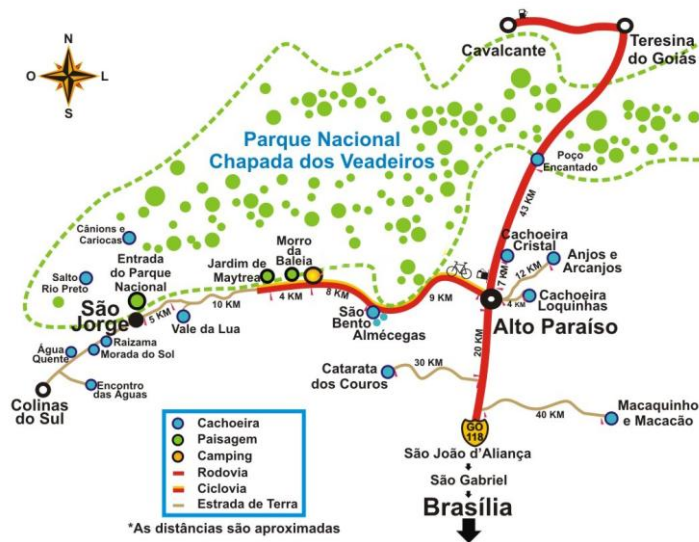 N
O
L
S
Cavalcante
Teresina
do Goiás
Parque Nacional
Chapada dos Veadeiros
Poço
Encantado
43 KM
Cânions e
Cariocas
Cachoeira
Cristal
Anjos e
Arcanjos
7 KM
12 KM
Salto
Rio Preto
Entrada
do Parque
Nacional
Jardim de
Maytrea
Morro
da
Baleia
4 KM
8 KM
9 KM
4 KM
Cachoeira
Loquinhas
São
Jorge
5 KM
10 KM
Vale da Lua
São
Bento
Almécegas
Alto Paraíso
Água
Quente
Raizama
Morada do Sol
20 KM
Catarata
dos Couros
30 KM
Encontro
das Águas
Colinas
do Sul
40 KM
Macaquinho
e Macacão
GO
118
Cachoeira
Paisagem
Camping
Rodovia
Ciclovia
Estrada de Terra
São João d'Aliança
São Gabriel
Brasília
*As distâncias são aproximadas